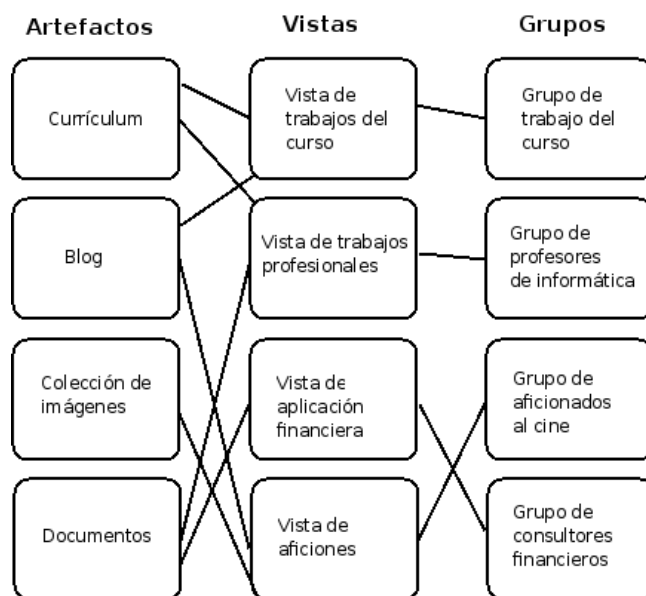 Artefactos
Vistas
Grupos
Currículum
Vista de
trabajos del
curso
Grupo de
trabajo del
curso
Blog
Vista de trabajos
profesionales
Grupo de
profesores
de informática
Colección de
imágenes
Vista de
aplicación
financiera
Grupo de
aficionados
al cine
Documentos
Vista de
aficiones
Grupo de
consultores
financieros